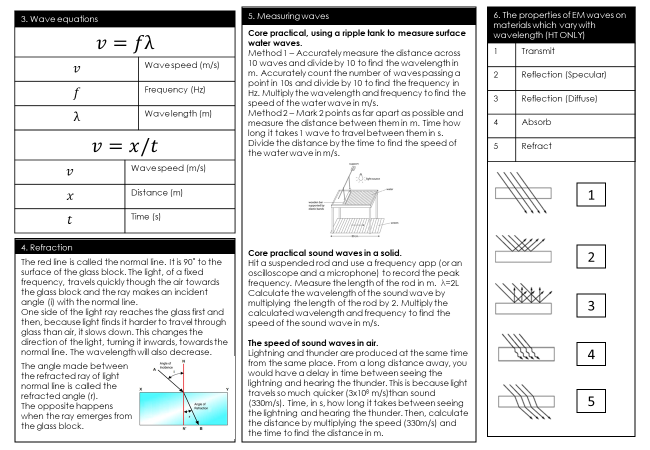 3. Wave equations
v = fλ
v Wavespeed (m/s)
f Frequency (Hz)
λ Wavelength (m)
v = x/t
v Wavespeed (m/s)
x Distance (m)
t Time (s)
4. Refraction
The red line is called the normal line. It is 90˚ to
the surface of the glass block. The light, of a fixed
frequency, travels quickly though the air towards
the glass block and the ray makes an incident
angle (i) with the normal line.
One side of the light ray reaches the glass first and
then, because light finds it harder to travel through
glass than air, it slows down. This changes the
direction of the light, turning it inwards, towards the
normal line. The wavelength will also decrease.
The angle made between
the refracted ray of light
normal line is called the
refracted angle (r).
The opposite happens
when the ray emerges from
the glass block.
Angle of
Incidence
N
A
i
X Y
r
Angle of
Refraction
N' B
5. Measuring waves
Core practical, using a ripple tank to measure surface
water waves.
Method 1 – Accurately measure the distance across
10 waves and divide by 10 to find the wavelength in
m. Accurately count the number of waves passing a
point in 10s and divide by 10 to find the frequency in
Hz. Multiply the wavelength and frequency to find the
speed of the water wave in m/s.
Method 2 – Mark 2 points as far apart as possible and
measure the distance between them in m. Time how
long it takes 1 wave to travel between them in s.
Divide the distance by the time to find the speed of
the water wave in m/s.
Core practical sound waves in a solid.
Hit a suspended rod and use a frequency app (or an
oscilloscope and a microphone) to record the peak
frequency. Measure the length of the rod in m. λ=2L
Calculate the wavelength of the sound wave by
multiplying the length of the rod by 2. Multiply the
calculated wavelength and frequency to find the
speed of the sound wave in m/s.
The speed of sound waves in air.
Lightning and thunder are produced at the same time
from the same place. From a long distance away, you
would have a delay in time between seeing the
lightning and hearing the thunder. This is because light
travels so much quicker (3x10⁸ m/s)than sound
(330m/s). Time, in s, how long it takes between seeing
the lightning and hearing the thunder. Then, calculate
the distance by multiplying the speed (330m/s) and
the time to find the distance in m.
6. The properties of EM waves on
materials which vary with
wavelength (HT ONLY)
1 Transmit
2 Reflection (Specular)
3 Reflection (Diffuse)
4 Absorb
5 Refract
1
2
3
4
5